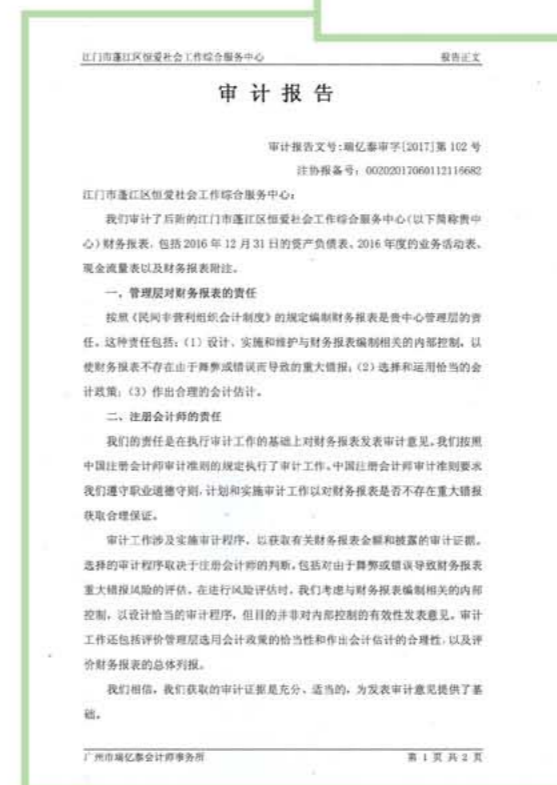 江门市蓬江区恒爱社会工作综合服务中心 报告正文
审 计 报 告
审计报告文号:瑞亿泰审字[2017]第 102 号
注协报备号: 00202017060112116682
江门市蓬江区恒爱社会工作综合服务中心:
我们审计了后附的江门市蓬江区恒爱社会工作综合服务中心(以下简称贵中
心)财务报表, 包括 2016 年 12 月 31 日的资产负债表、2016 年度的业务活动表、
现金流量表以及财务报表附注。
一、管理层对财务报表的责任
按照《民间非营利组织会计制度》的规定编制财务报表是贵中心管理层的责
任。这种责任包括:(1)设计、实施和维护与财务报表编制相关的内部控制, 以
使财务报表不存在由于舞弊或错误而导致的重大错报;(2)选择和运用恰当的会
计政策;(3)作出合理的会计估计。
二、注册会计师的责任
我们的责任是在执行审计工作的基础上对财务报表发表审计意见。我们按照
中国注册会计师审计准则的规定执行了审计工作。中国注册会计师审计准则要求
我们遵守职业道德守则, 计划和实施审计工作以对财务报表是否不存在重大错报
获取合理保证。
审计工作涉及实施审计程序, 以获取有关财务报表金额和披露的审计证据。
选择的审计程序取决于注册会计师的判断, 包括对由于舞弊或错误导致财务报表
重大错报风险的评估。在进行风险评估时, 我们考虑与财务报表编制相关的内部
控制, 以设计恰当的审计程序, 但目的并非对内部控制的有效性发表意见。审计
工作还包括评价管理层选用会计政策的恰当性和作出会计估计的合理性, 以及评
价财务报表的总体列报。
我们相信, 我们获取的审计证据是充分、适当的, 为发表审计意见提供了基
础。
广州市瑞亿泰会计师事务所 第 1 页 共 2 页